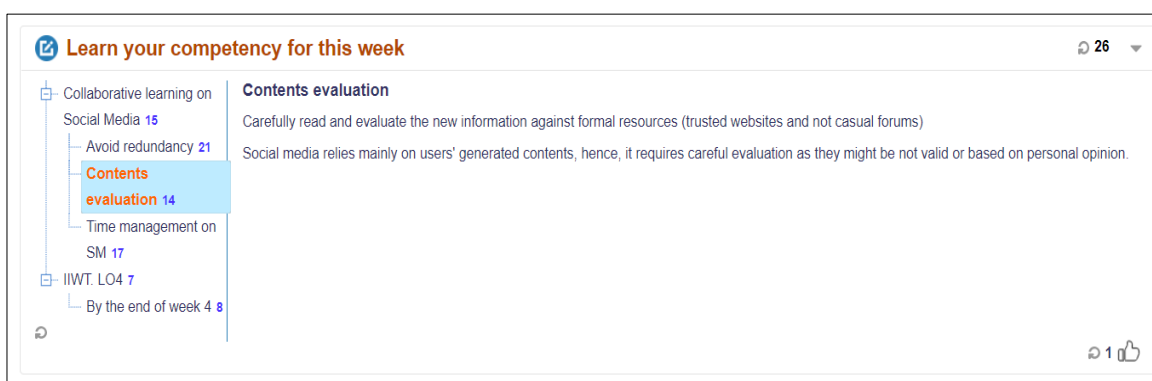 Learn your competency for this week
26
Collaborative learning on
Social Media 15
Avoid redundancy 21
Contents
evaluation 14
Time management on
SM 17
IIWT. LO4 7
By the end of week 4 8
Contents evaluation
Carefully read and evaluate the new information against formal resources (trusted websites and not casual forums)
Social media relies mainly on users' generated contents, hence, it requires careful evaluation as they might be not valid or based on personal opinion.
1